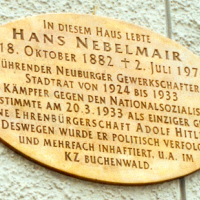 IN DIESEM HAUS LEBTE
HANS NEBELMAIR
18. OKTOBER 1882 † 2. JULI 197
ÜHRENDER NEUBURGER GEWERKSCHAFTER
STADTRAT VON 1924 BIS 1933
KÄMPFER GEGEN DEN NATIONALSOZIALIS
STIMMTE AM 20.3.1933 ALS EINZIGER G
NE EHRENBÜRGERSCHAFT ADOLF HITL
DESWEGEN WURDE ER POLITISCH VERFOLG
UND MEHRFACH INHAFTIERT, U.A. IM
KZ BUCHENWALD.